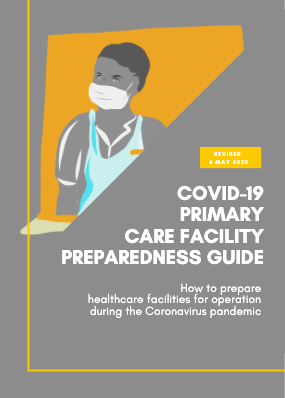 REVISED
5 MAY 2020
COVID-19
PRIMARY
CARE FACILITY
PREPAREDNESS GUIDE
How to prepare
healthcare facilities for operation
during the Coronavirus pandemic